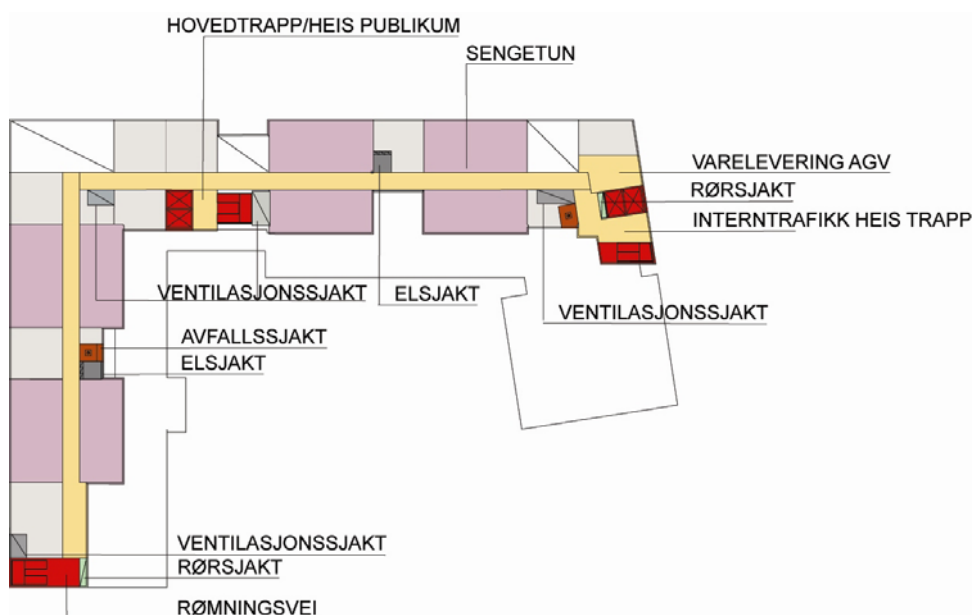 HOVEDTRAPP/HEIS PUBLIKUM
SENGETUN
VARELEVERING AGV
RØRSJAKT
INTERNTRAFIKK HEIS TRAPP
VENTILASJONSSJAKT
ELSJAKT
VENTILASJONSSJAKT
AVFALLSSJAKT
ELSJAKT
VENTILASJONSSJAKT
RØRSJAKT
RØMNINGSVEI